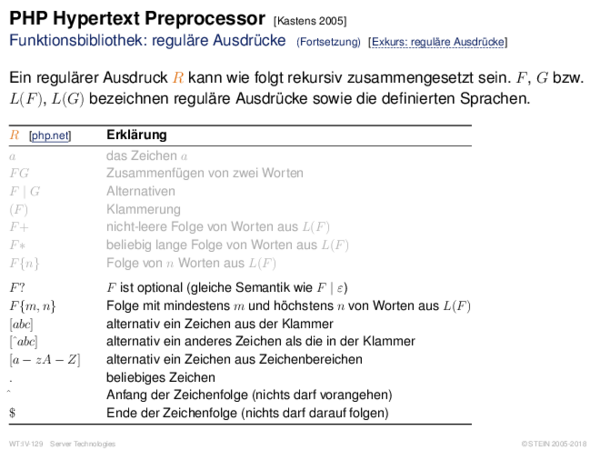 PHP Hypertext Preprocessor [Kastens 2005]
Funktionsbibliothek: reguläre Ausdrücke (Fortsetzung) [Exkurs: reguläre Ausdrücke]
Ein regulärer Ausdruck R kann wie folgt rekursiv zusammengesetzt sein. F, G bzw.
L(F), L(G) bezeichnen reguläre Ausdrücke sowie die definierten Sprachen.
R [php.net] Erklärung
a das Zeichen a
FG Zusammenfügen von zwei Worten
F | G Alternativen
(F) Klammerung
F+ nicht-leere Folge von Worten aus L(F)
F* beliebig lange Folge von Worten aus L(F)
F{n} Folge von n Worten aus L(F)
F? F ist optional (gleiche Semantik wie F | ε)
F{m, n} Folge mit mindestens m und höchstens n von Worten aus L(F)
[abc] alternativ ein Zeichen aus der Klammer
[^abc] alternativ ein anderes Zeichen als die in der Klammer
[a − zA − Z] alternativ ein Zeichen aus Zeichenbereichen
. beliebiges Zeichen
^ Anfang der Zeichenfolge (nichts darf vorangehen)
$ Ende der Zeichenfolge (nichts darf darauf folgen)
WT:IV-129 Server Technologies © STEIN 2005-2018